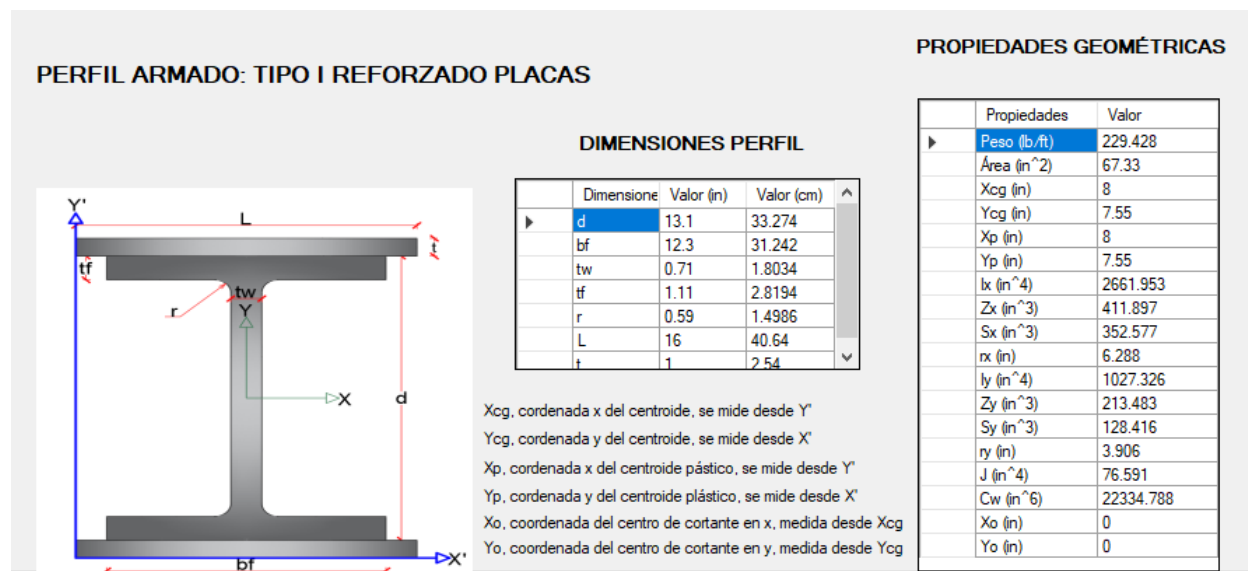 PROPIEDADES GEOMÉTRICAS
PERFIL ARMADO: TIPO I REFORZADO PLACAS
DIMENSIONES PERFIL
Dimensione Valor (in) Valor (cm)
d 13.1 33.274
bf 12.3 31.242
tw 0.71 1.8034
tf 1.11 2.8194
r 0.59 1.4986
L 16 40.64
t 1 2.54
Propiedades Valor
Peso (lb/ft) 229.428
Área (in^2) 67.33
Xcg (in) 8
Ycg (in) 7.55
Xp (in) 8
Yp (in) 7.55
Ix (in^4) 2661.953
Zx (in^3) 411.897
Sx (in^3) 352.577
rx (in) 6.288
Iy (in^4) 1027.326
Zy (in^3) 213.483
Sy (in^3) 128.416
ry (in) 3.906
J (in^4) 76.591
Cw (in^6) 22334.788
Xo (in) 0
Yo (in) 0
Y'
L
t
tf
tw
r
Y
X
d
bf
X'
Xcg, cordenada x del centroide, se mide desde Y'
Ycg, cordenada y del centroide, se mide desde X'
Xp, cordenada x del centroide pástico, se mide desde Y'
Yp, cordenada y del centroide plástico, se mide desde X'
Xo, coordenada del centro de cortante en x, medida desde Xcg
Yo, coordenada del centro de cortante en y, medida desde Ycg